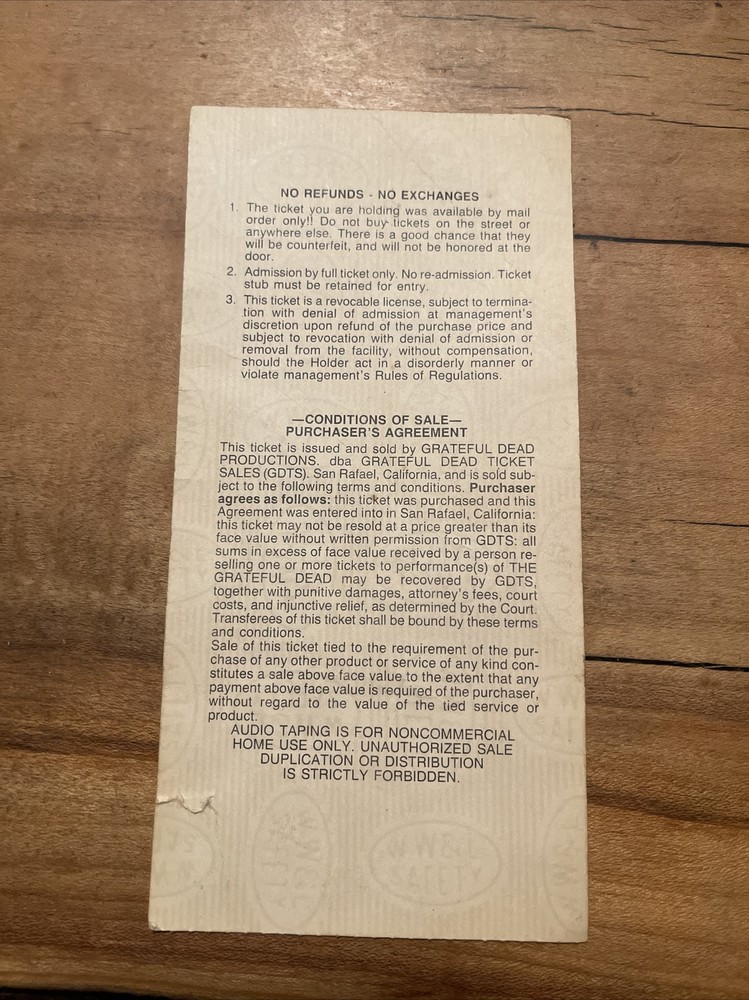 NO REFUNDS - NO EXCHANGES
1. The ticket you are holding was available by mail
order only!! Do not buy tickets on the street or
anywhere else. There is a good chance that they
will be counterfeit, and will not be honored at the
door.
2. Admission by full ticket only. No re-admission. Ticket
stub must be retained for entry.
3. This ticket is a revocable license, subject to termina-
tion with denial of admission at management's
discretion upon refund of the purchase price and
subject to revocation with denial of admission or
removal from the facility, without compensation,
should the Holder act in a disorderly manner or
violate management's Rules of Regulations.
—CONDITIONS OF SALE—
PURCHASER'S AGREEMENT
This ticket is issued and sold by GRATEFUL DEAD
PRODUCTIONS. dba GRATEFUL DEAD TICKET
SALES (GDTS). San Rafael, California, and is sold sub-
ject to the following terms and conditions. Purchaser
agrees as follows: this ticket was purchased and this
Agreement was entered into in San Rafael, California:
this ticket may not be resold at a price greater than its
face value without written permission from GDTS: all
sums in excess of face value received by a person re-
selling one or more tickets to performance(s) of THE
GRATEFUL DEAD may be recovered by GDTS,
together with punitive damages, attorney's fees, court
costs, and injunctive relief, as determined by the Court.
Transferees of this ticket shall be bound by these terms
and conditions.
Sale of this ticket tied to the requirement of the pur-
chase of any other product or service of any kind con-
stitutes a sale above face value to the extent that any
payment above face value is required of the purchaser,
without regard to the value of the tied service or
product.
AUDIO TAPING IS FOR NONCOMMERCIAL
HOME USE ONLY. UNAUTHORIZED SALE
DUPLICATION OR DISTRIBUTION
IS STRICTLY FORBIDDEN.